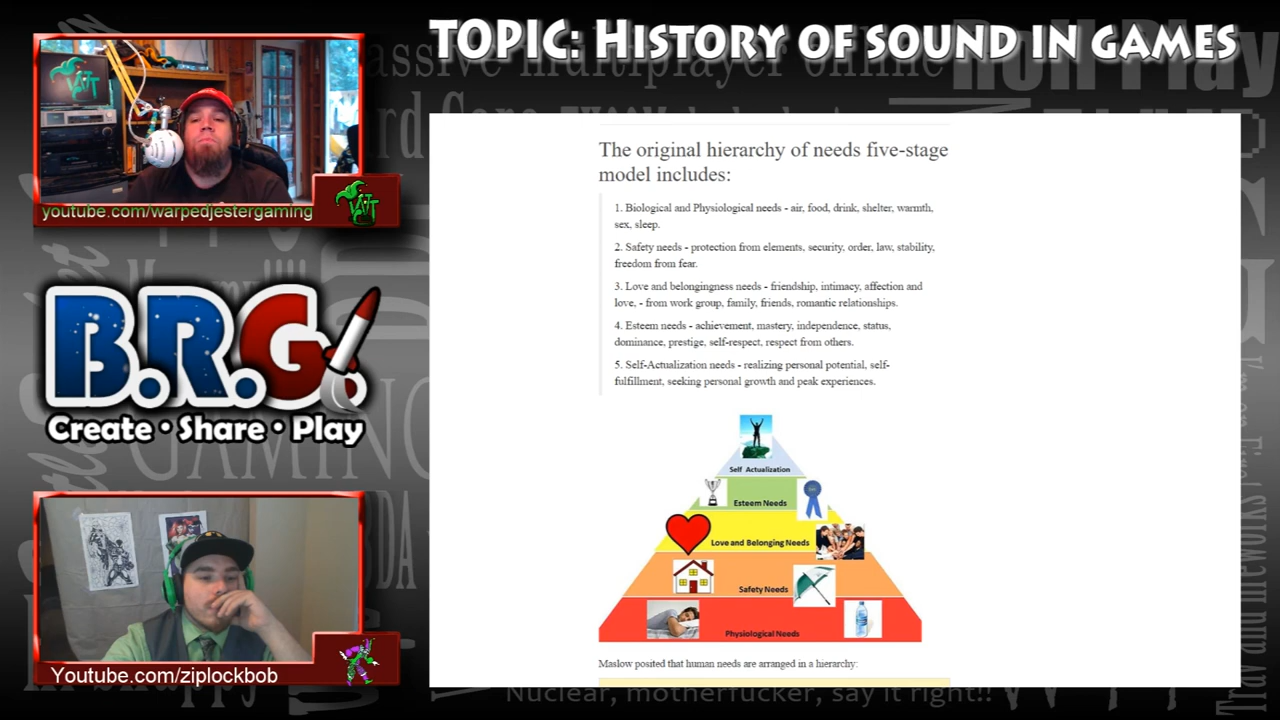 TOPIC: HISTORY OF SOUND IN GAMES
youtube.com/warpedjestergaming
B.R.G.
Create • Share • Play
Youtube.com/ziplockbob
The original hierarchy of needs five-stage
model includes:
1. Biological and Physiological needs - air, food, drink, shelter, warmth,
sex, sleep.
2. Safety needs - protection from elements, security, order, law, stability,
freedom from fear.
3. Love and belongingness needs - friendship, intimacy, affection and
love, - from work group, family, friends, romantic relationships.
4. Esteem needs - achievement, mastery, independence, status,
dominance, prestige, self-respect, respect from others.
5. Self-Actualization needs - realizing personal potential, self-
fulfillment, seeking personal growth and peak experiences.
Self Actualization
Esteem Needs
Love and Belonging Needs
Safety Needs
Physiological Needs
Maslow posited that human needs are arranged in a hierarchy:
massive multiplayer online
Roll Play
GAMING
Nuclear, motherfucker, say it right!!